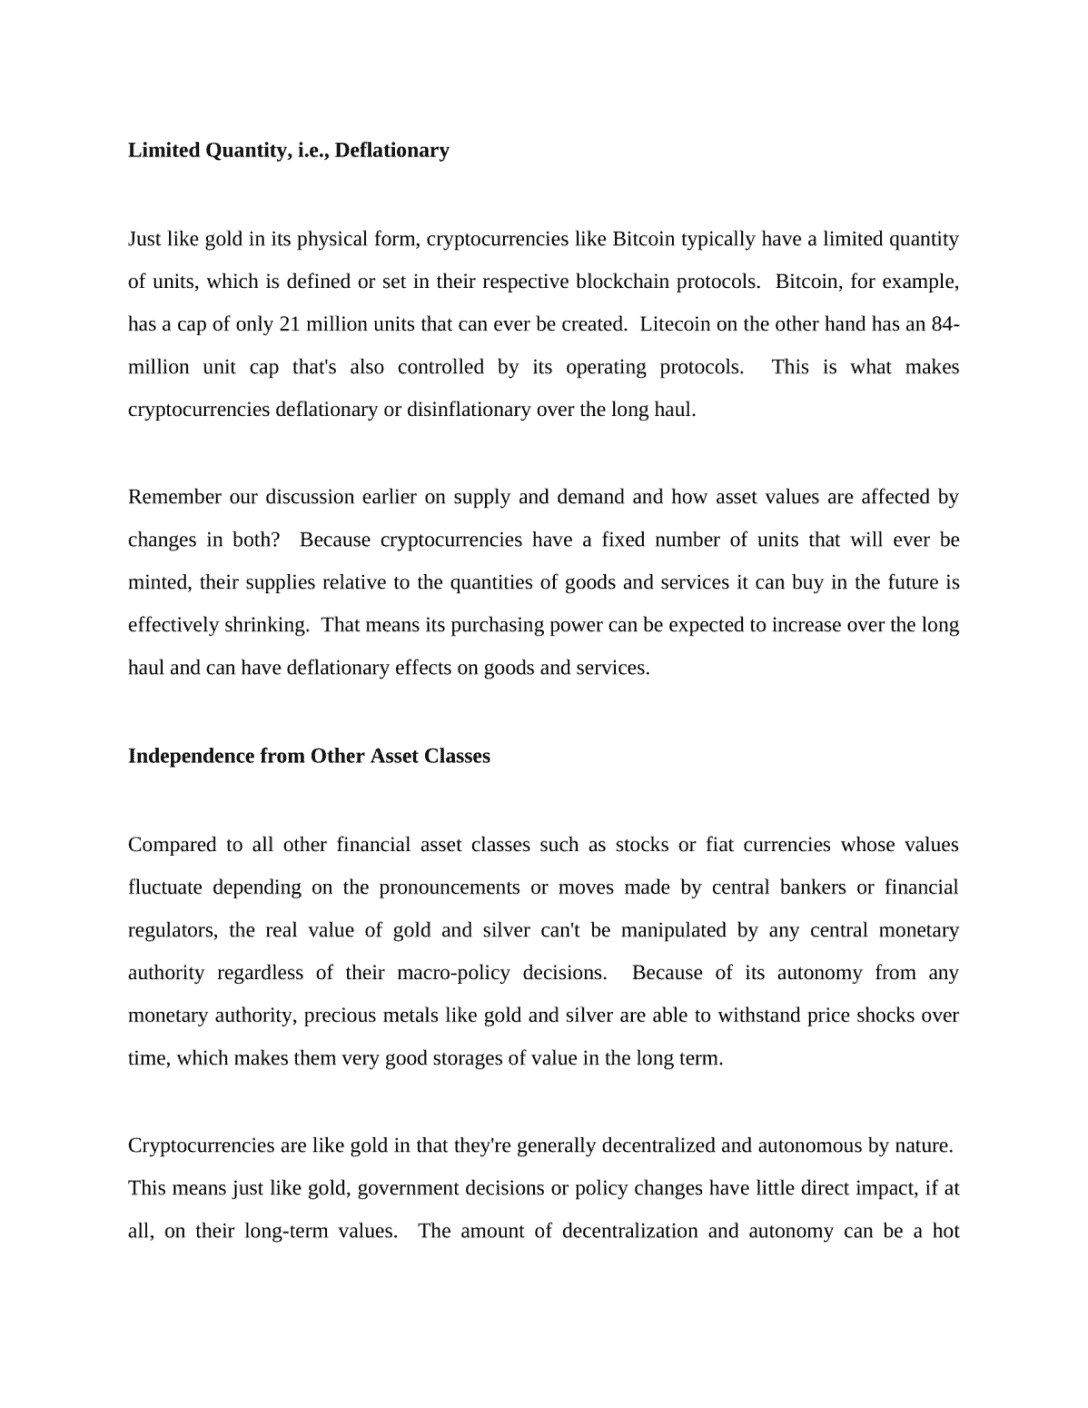 Limited Quantity, i.e., Deflationary
Just like gold in its physical form, cryptocurrencies like Bitcoin typically have a limited quantity
of units, which is defined or set in their respective blockchain protocols.  Bitcoin, for example,
has a cap of only 21 million units that can ever be created.  Litecoin on the other hand has an 84-
million unit cap that's also controlled by its operating protocols.  This is what makes
cryptocurrencies deflationary or disinflationary over the long haul.
Remember our discussion earlier on supply and demand and how asset values are affected by
changes in both?  Because cryptocurrencies have a fixed number of units that will ever be
minted, their supplies relative to the quantities of goods and services it can buy in the future is
effectively shrinking.  That means its purchasing power can be expected to increase over the long
haul and can have deflationary effects on goods and services.
Independence from Other Asset Classes
Compared to all other financial asset classes such as stocks or fiat currencies whose values
fluctuate depending on the pronouncements or moves made by central bankers or financial
regulators, the real value of gold and silver can't be manipulated by any central monetary
authority regardless of their macro-policy decisions.  Because of its autonomy from any
monetary authority, precious metals like gold and silver are able to withstand price shocks over
time, which makes them very good storages of value in the long term.
Cryptocurrencies are like gold in that they're generally decentralized and autonomous by nature.
This means just like gold, government decisions or policy changes have little direct impact, if at
all, on their long-term values.  The amount of decentralization and autonomy can be a hot